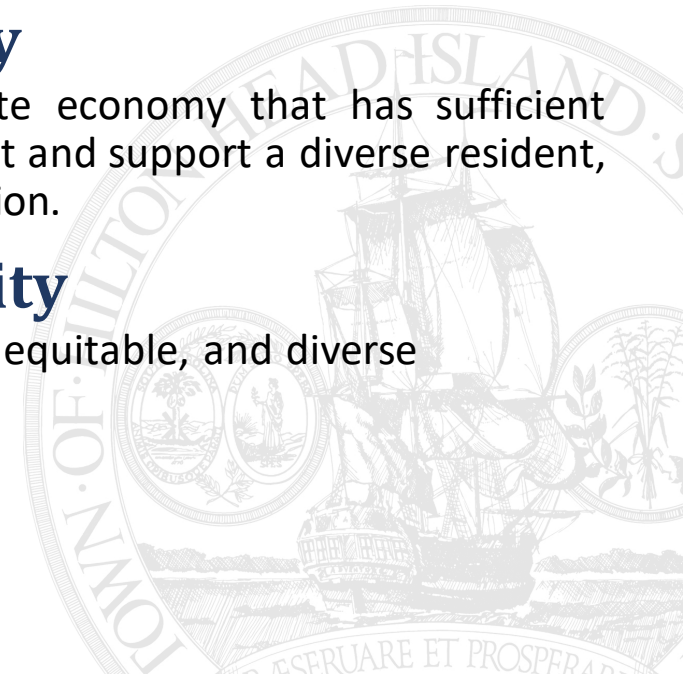 y
te economy that has sufficient
t and support a diverse resident,
ion.
ity
equitable, and diverse
TOWN · OF · HILTON HEAD ISLAND · S
ÆSERUARE ET PROSPERA